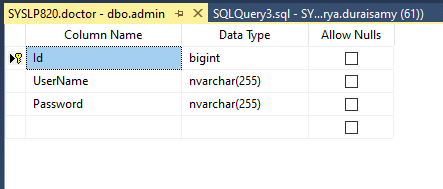 SYSLP820.doctor - dbo.admin SQLQuery3.sql - SY...rya.duraisamy (61))
Column Name Data Type Allow Nulls
Id bigint
UserName nvarchar(255)
Password nvarchar(255)